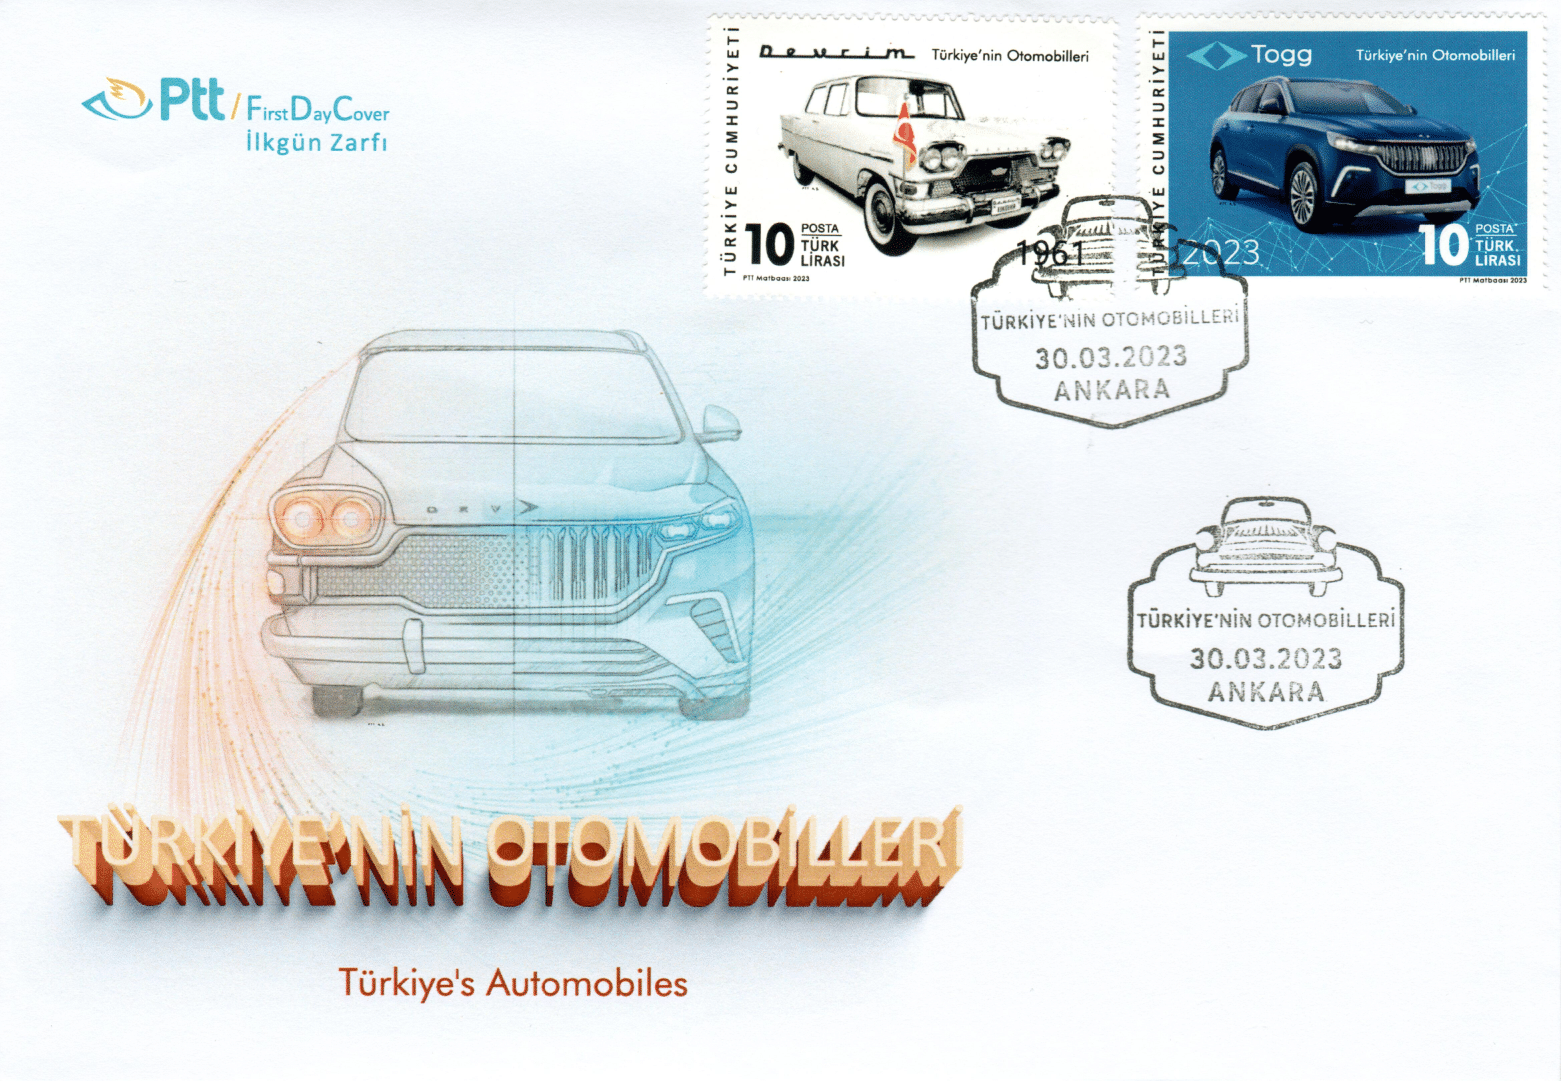 Ptt / FirstDayCover
İlkgün Zarfı
TÜRKİYE CUMHURİYETİ
Devrim
Türkiye'nin Otomobilleri
10 POSTA
TÜRK
LİRASI
1961
PTT Matbaası 2023
TÜRKİYE CUMHURİYETİ
Togg
Türkiye'nin Otomobilleri
Togg
2023
10 POSTA
TÜRK
LİRASI
PTT Matbaası 2023
TÜRKİYE'NİN OTOMOBİLLERİ
30.03.2023
ANKARA
TÜRKİYE'NİN OTOMOBİLLERİ
30.03.2023
ANKARA
TÜRKİYE'NİN OTOMOBİLLERİ
Türkiye's Automobiles